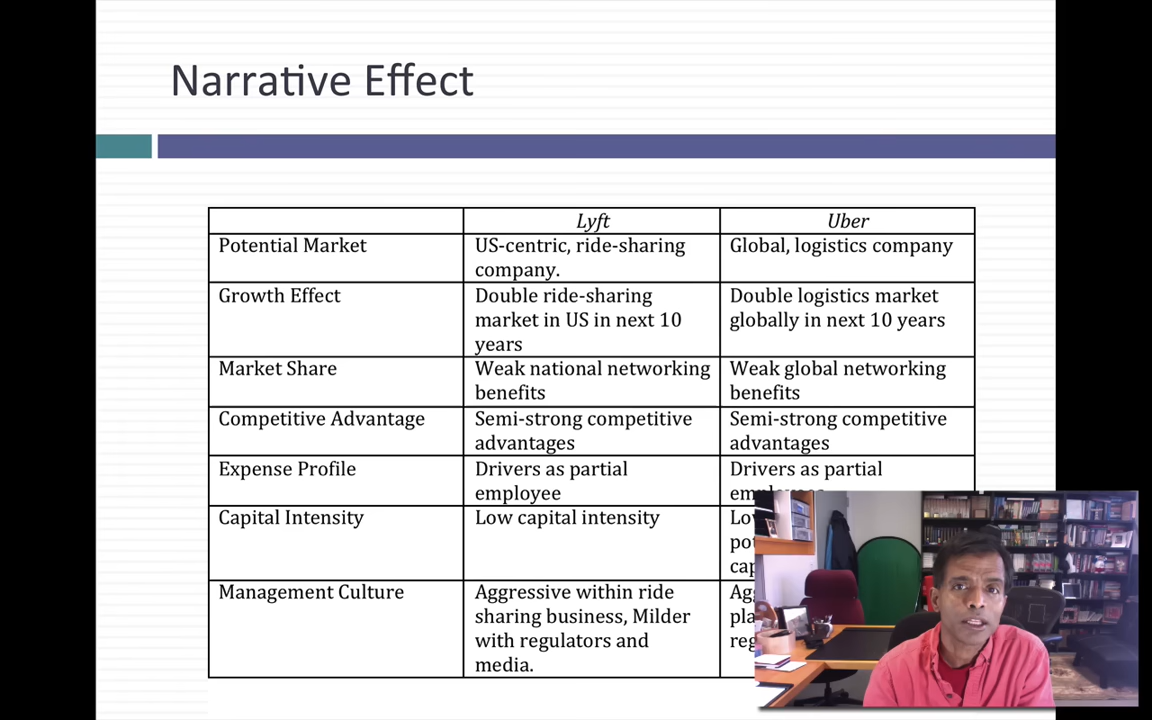 Narrative Effect
Lyft
Uber
Potential Market
US-centric, ride-sharing
company.
Global, logistics company
Growth Effect
Double ride-sharing
market in US in next 10
years
Double logistics market
globally in next 10 years
Market Share
Weak national networking
benefits
Weak global networking
benefits
Competitive Advantage
Semi-strong competitive
advantages
Semi-strong competitive
advantages
Expense Profile
Drivers as partial
employee
Drivers as partial
Capital Intensity
Low capital intensity
Management Culture
Aggressive within ride
sharing business, Milder
with regulators and
media.